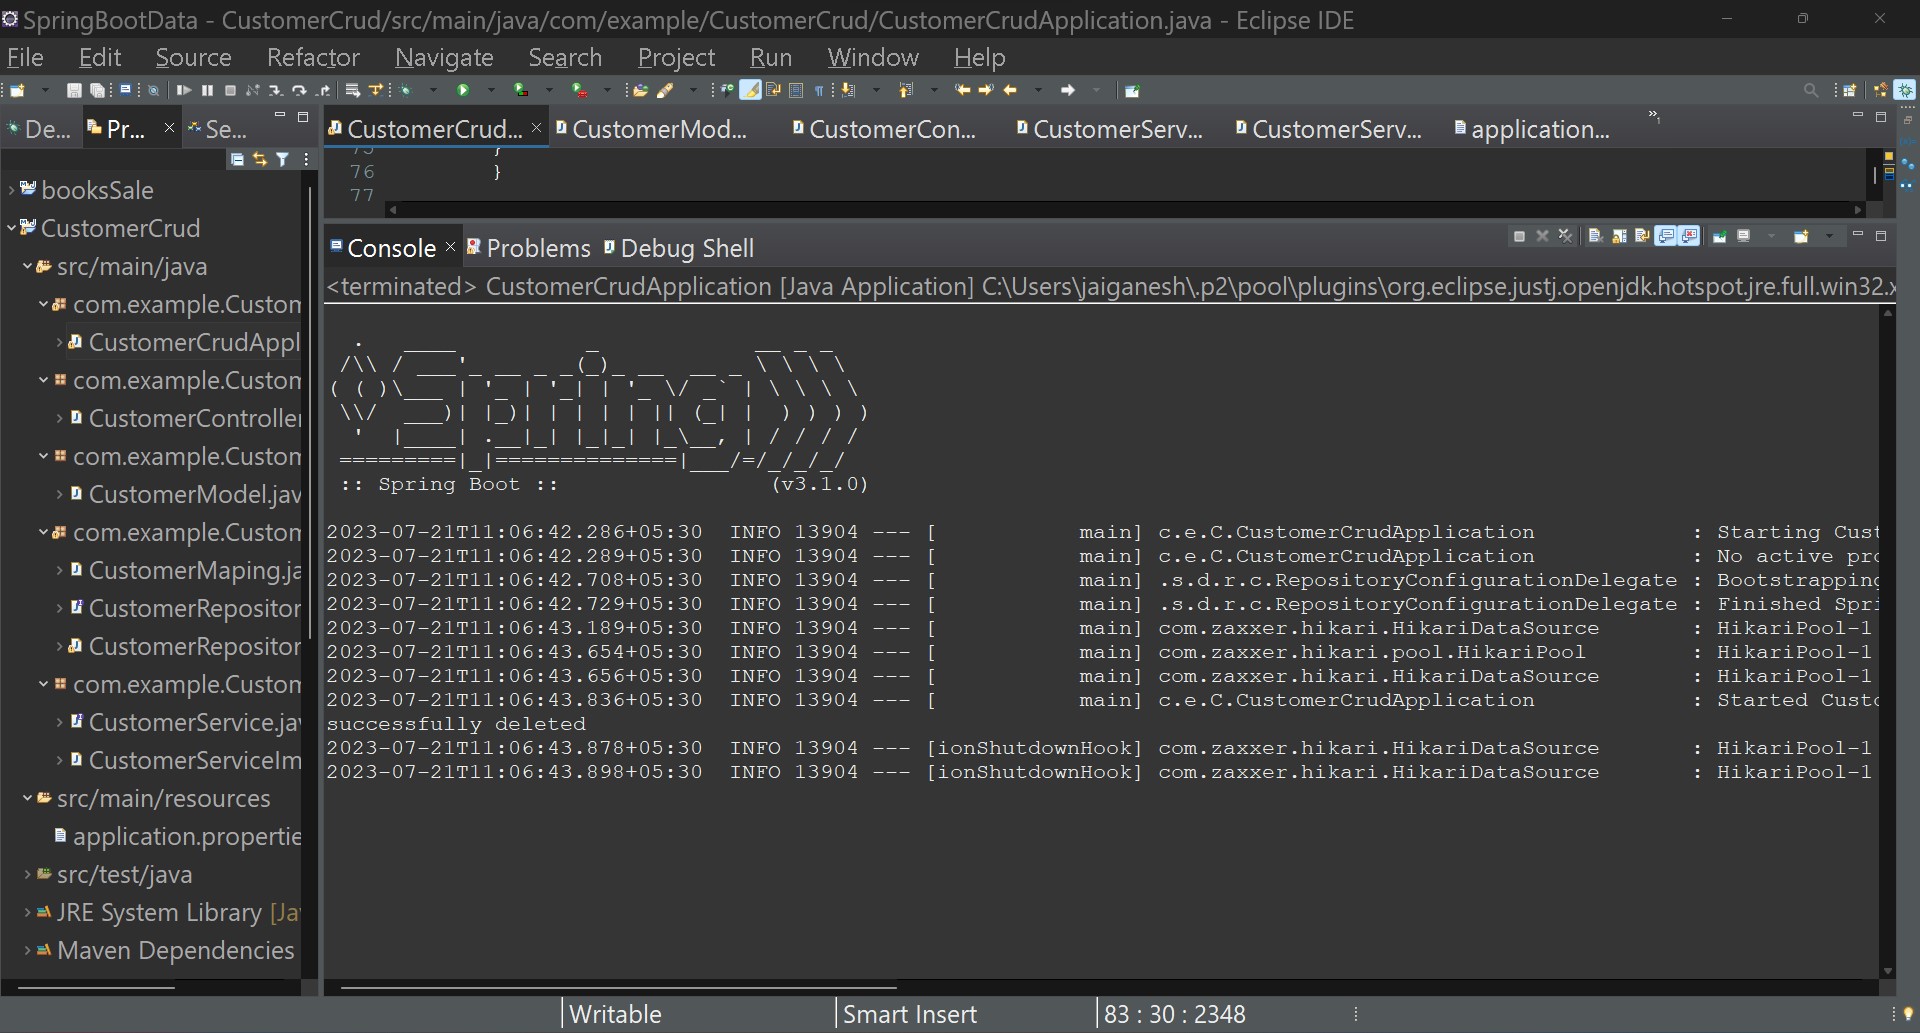 SpringBootData - CustomerCrud/src/main/java/com/example/CustomerCrud/CustomerCrudApplication.java - Eclipse IDE
File Edit Source Refactor Navigate Search Project Run Window Help
De... Pr... Se...
CustomerCrud... CustomerMod... CustomerCon... CustomerServ... CustomerServ... application...
booksSale
CustomerCrud
src/main/java
com.example.Custom
CustomerCrudAppl
com.example.Custom
CustomerController
com.example.Custom
CustomerModel.jav
com.example.Custom
CustomerMaping.ja
CustomerRepositor
CustomerRepositor
com.example.Custom
CustomerService.jav
CustomerServiceIm
src/main/resources
application.propertie
src/test/java
JRE System Library [Ja
Maven Dependencies
75 }
76 }
77
Console Problems Debug Shell
<terminated> CustomerCrudApplication [Java Application] C:\Users\jaiganesh\.p2\pool\plugins\org.eclipse.justj.openjdk.hotspot.jre.full.win32.x
Spring
:: Spring Boot :: (v3.1.0)
2023-07-21T11:06:42.286+05:30 INFO 13904 --- [ main] c.e.C.CustomerCrudApplication : Starting Cust
2023-07-21T11:06:42.289+05:30 INFO 13904 --- [ main] c.e.C.CustomerCrudApplication : No active pro
2023-07-21T11:06:42.708+05:30 INFO 13904 --- [ main] .s.d.r.c.RepositoryConfigurationDelegate : Bootstrapping
2023-07-21T11:06:42.729+05:30 INFO 13904 --- [ main] .s.d.r.c.RepositoryConfigurationDelegate : Finished Spri
2023-07-21T11:06:43.189+05:30 INFO 13904 --- [ main] com.zaxxer.hikari.HikariDataSource : HikariPool-1
2023-07-21T11:06:43.654+05:30 INFO 13904 --- [ main] com.zaxxer.hikari.pool.HikariPool : HikariPool-1
2023-07-21T11:06:43.656+05:30 INFO 13904 --- [ main] com.zaxxer.hikari.HikariDataSource : HikariPool-1
2023-07-21T11:06:43.836+05:30 INFO 13904 --- [ main] c.e.C.CustomerCrudApplication : Started Custo
successfully deleted
2023-07-21T11:06:43.878+05:30 INFO 13904 --- [ionShutdownHook] com.zaxxer.hikari.HikariDataSource : HikariPool-1
2023-07-21T11:06:43.898+05:30 INFO 13904 --- [ionShutdownHook] com.zaxxer.hikari.HikariDataSource : HikariPool-1
Writable Smart Insert 83 : 30 : 2348